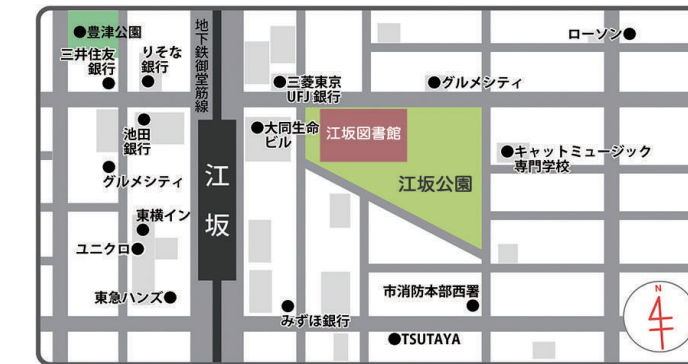 豊津公園
三井住友
銀行
りそな
銀行
地下鉄御堂筋線
三菱東京
UFJ銀行
グルメシティ
ローソン
池田
銀行
大同生命
ビル
江坂図書館
キャットミュージック
専門学校
グルメシティ
江坂
江坂公園
東横イン
ユニクロ
東急ハンズ
みずほ銀行
市消防本部西署
TSUTAYA
N